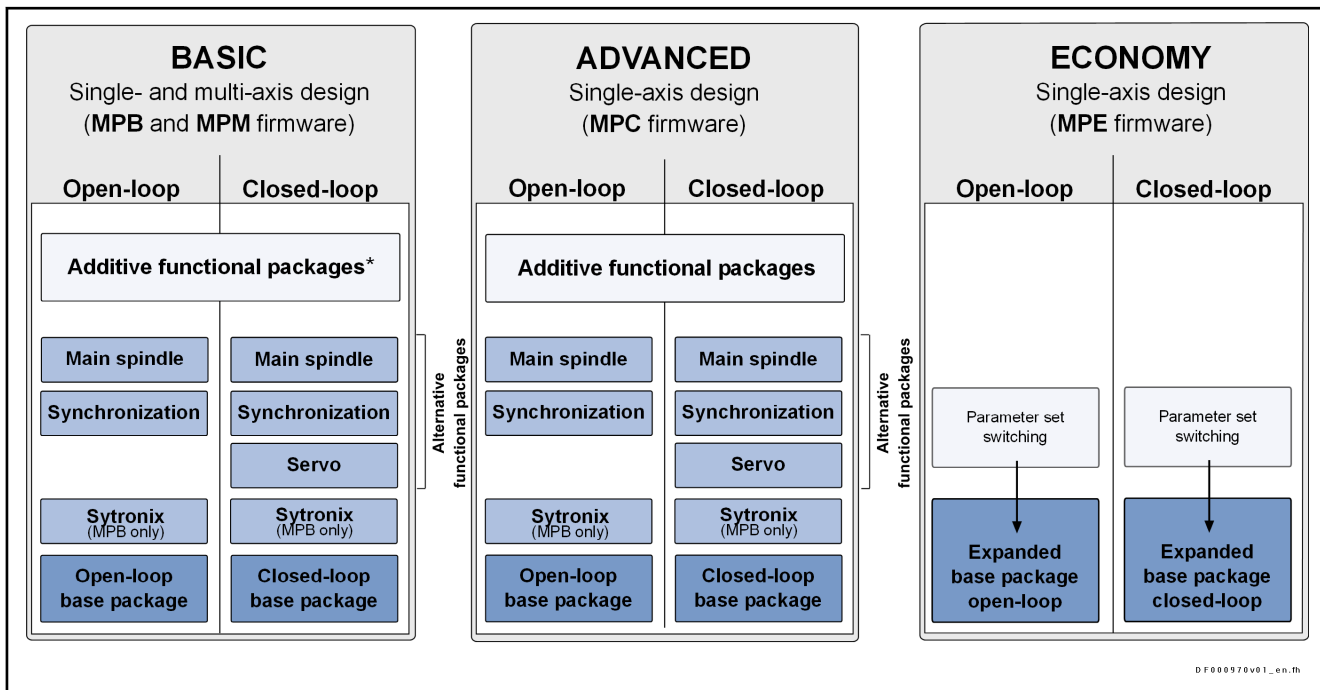 BASIC
Single- and multi-axis design
(MPB and MPM firmware)
Open-loop
Closed-loop
Additive functional packages*
Main spindle
Main spindle
Synchronization
Synchronization
Servo
Sytronix
(MPB only)
Sytronix
(MPB only)
Open-loop
base package
Closed-loop
base package
Alternative
functional packages
ADVANCED
Single-axis design
(MPC firmware)
Open-loop
Closed-loop
Additive functional packages
Main spindle
Main spindle
Synchronization
Synchronization
Servo
Sytronix
(MPB only)
Sytronix
(MPB only)
Open-loop
base package
Closed-loop
base package
Alternative
functional packages
ECONOMY
Single-axis design
(MPE firmware)
Open-loop
Closed-loop
Parameter set
switching
Parameter set
switching
Expanded
base package
open-loop
Expanded
base package
closed-loop
DF000970v01_en.fh